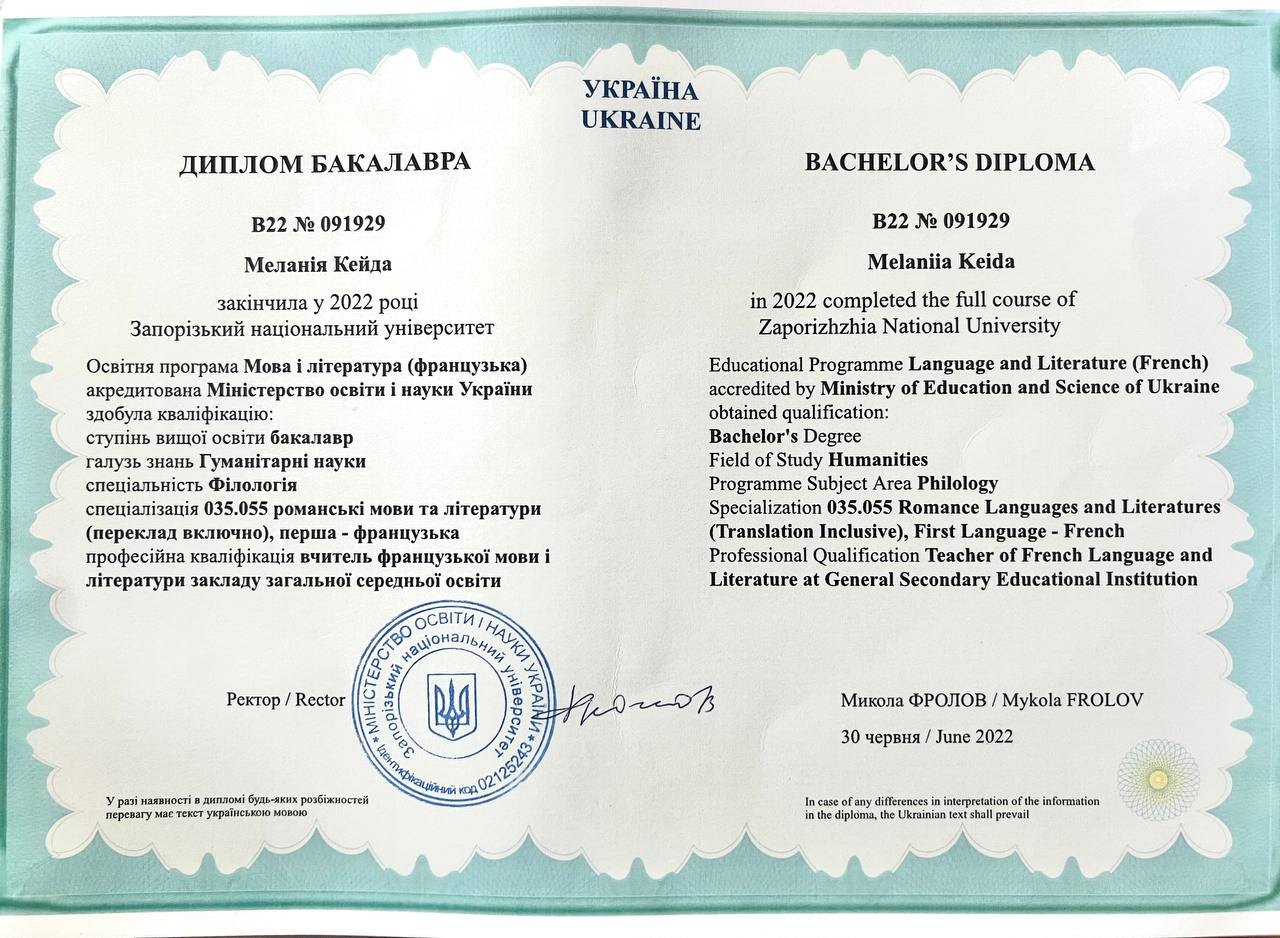 УКРАЇНА
UKRAINE
ДИПЛОМ БАКАЛАВРА
B22 № 091929
Меланія Кейда
закінчила у 2022 році
Запорізький національний університет
Освітня програма Мова і література (французька)
акредитована Міністерство освіти і науки України
здобула кваліфікацію:
ступінь вищої освіти бакалавр
галузь знань Гуманітарні науки
спеціальність Філологія
спеціалізація 035.055 романські мови та літератури
(переклад включно), перша - французька
професійна кваліфікація вчитель французької мови і
літератури закладу загальної середньої освіти
BACHELOR’S DIPLOMA
B22 № 091929
Melaniia Keida
in 2022 completed the full course of
Zaporizhzhia National University
Educational Programme Language and Literature (French)
accredited by Ministry of Education and Science of Ukraine
obtained qualification:
Bachelor's Degree
Field of Study Humanities
Programme Subject Area Philology
Specialization 035.055 Romance Languages and Literatures
(Translation Inclusive), First Language - French
Professional Qualification Teacher of French Language and
Literature at General Secondary Educational Institution
Ректор / Rector
* МІНІСТЕРСТВО ОСВІТИ І НАУКИ УКРАЇНИ *
Запорізький національний університет
ідентифікаційний код 02125243
Микола ФРОЛОВ / Mykola FROLOV
30 червня / June 2022
У разі наявності в дипломі будь-яких розбіжностей
перевагу має текст українською мовою
In case of any differences in interpretation of the information
in the diploma, the Ukrainian text shall prevail